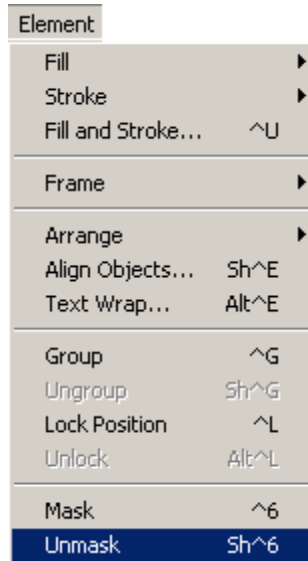 Element
Fill
Stroke
Fill and Stroke... ^U
Frame
Arrange
Align Objects... Sh^E
Text Wrap... Alt^E
Group ^G
Ungroup Sh^G
Lock Position ^L
Unlock Alt^L
Mask ^6
Unmask Sh^6